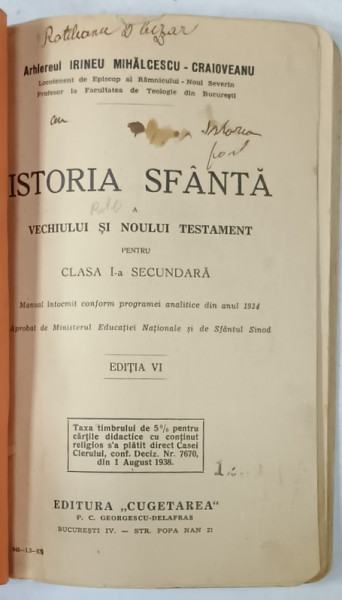 Arhiereul IRINEU MIHĂLCESCU - CRAIOVEANU
Locotenent de Episcop al Râmnicului - Noul Severin
Profesor la Facultatea de Teologie din București
ISTORIA SFÂNTĂ
A
VECHIULUI ȘI NOULUI TESTAMENT
PENTRU
CLASA I-a SECUNDARĂ
Manual întocmit conform programei analitice din anul 1934
Aprobat de Ministerul Educației Naționale și de Sfântul Sinod
EDIȚIA VI
Taxa timbrului de 5% pentru
cărțile didactice cu conținut
religios s'a plătit direct Casei
Clerului, conf. Deciz. Nr. 7670,
din 1 August 1938.
EDITURA „CUGETAREA"
P. C. GEORGESCU-DELAFRAS
BUCUREȘTI IV. — STR. POPA NAN 21